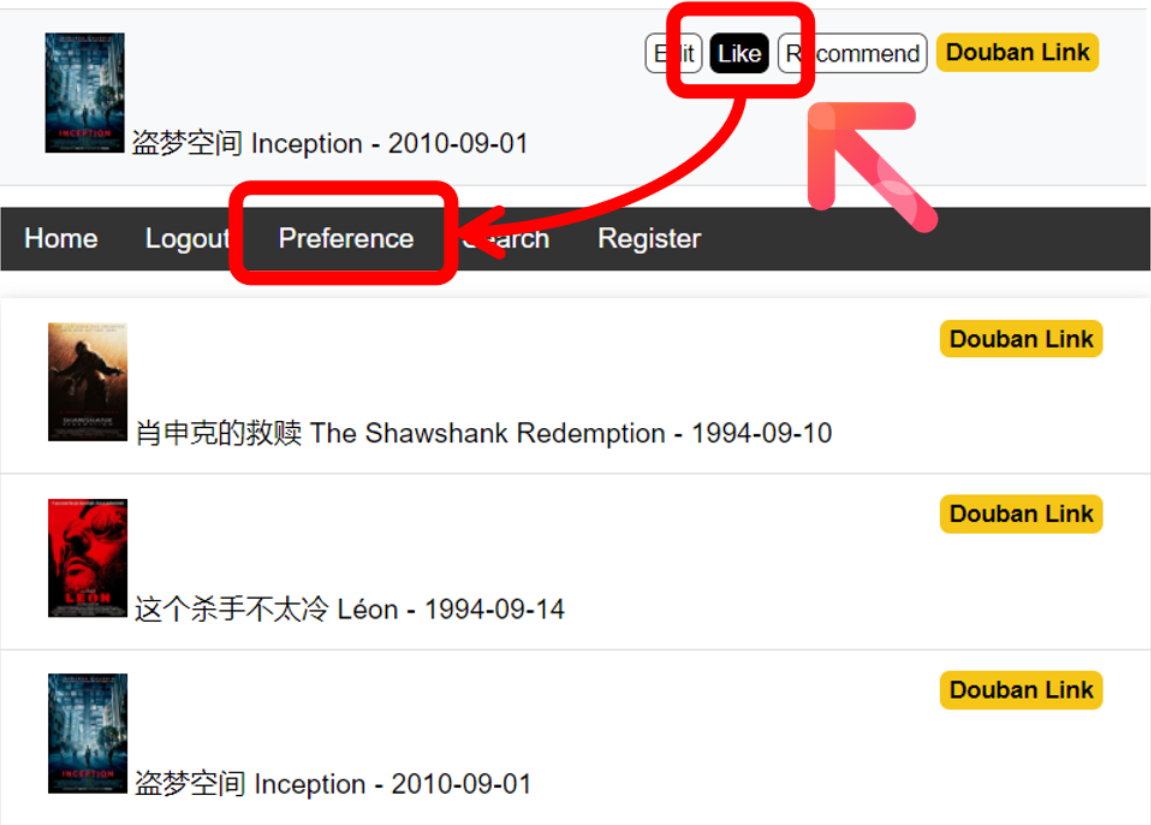 Edit Like Recommend Douban Link
INCEPTION
盗梦空间 Inception - 2010-09-01
Home Logout Preference Search Register
Douban Link
肖申克的救赎 The Shawshank Redemption - 1994-09-10
Douban Link
LEON
这个杀手不太冷 Léon - 1994-09-14
Douban Link
INCEPTION
盗梦空间 Inception - 2010-09-01